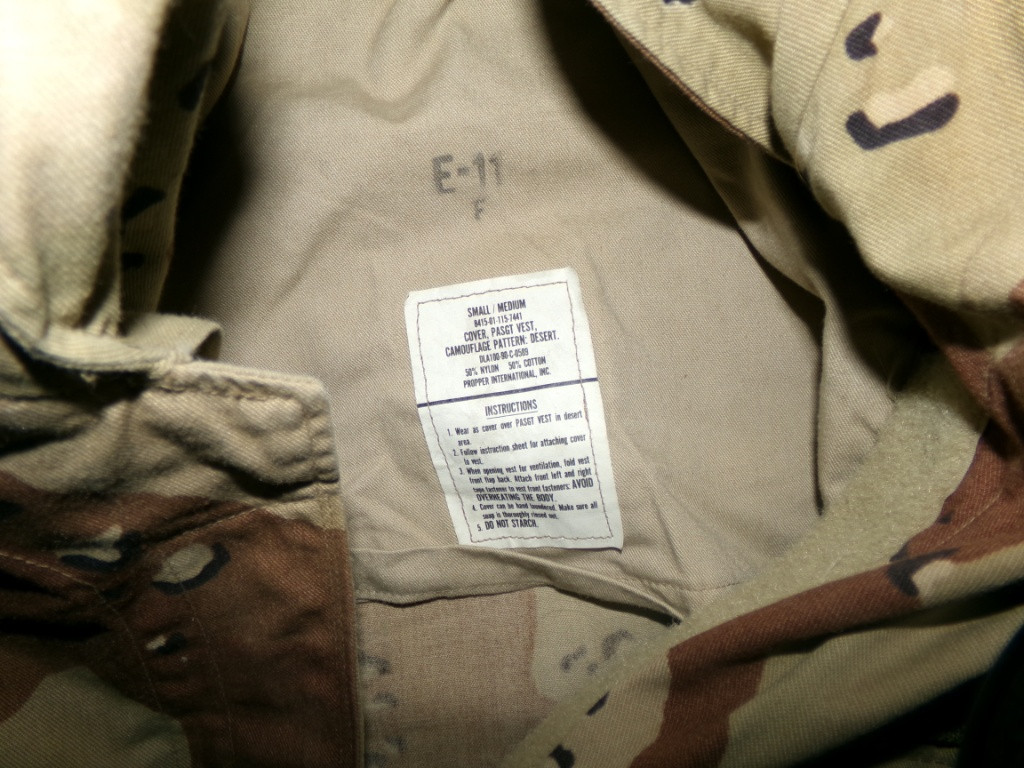 E-11
F
SMALL / MEDIUM
8415-01-115-7441
COVER, PASGT VEST,
CAMOUFLAGE PATTERN: DESERT.
DLA100-90-C-0509
50% NYLON 50% COTTON
PROPPER INTERNATIONAL, INC.
INSTRUCTIONS
1. Wear as cover over PASGT VEST in desert
area.
2. Follow instruction sheet for attaching cover
to vest.
3. When opening vest for ventilation, fold vest
front flap back. Attach front left and right
tape fastener to vest front fasteners. AVOID
OVERHEATING THE BODY.
4. Cover can be hand laundered. Make sure all
soap is thoroughly rinsed out.
5. DO NOT STARCH.